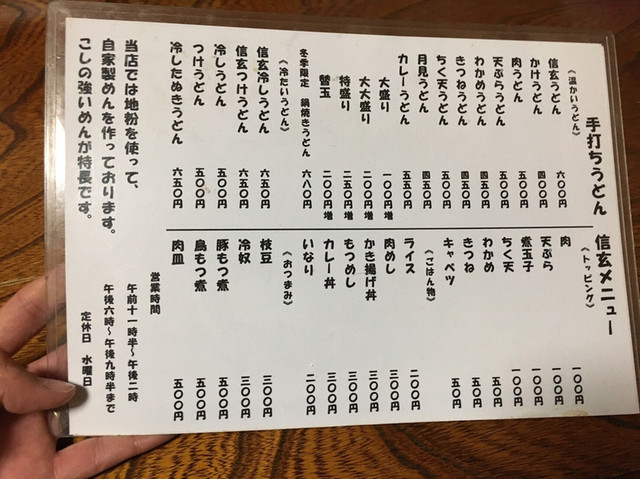 手打ちうどん 信玄メニュー
《温かいうどん》
信玄うどん 六〇〇円
かけうどん 四〇〇円
肉うどん 五〇〇円
天ぷらうどん 五〇〇円
わかめうどん 四五〇円
きつねうどん 四五〇円
ちく天うどん 四五〇円
月見うどん 四五〇円
カレーうどん 五五〇円
大盛り 一〇〇円増
大大盛り 二〇〇円増
特盛り 二五〇円増
替玉 二〇〇円増
冬季限定 鍋焼きうどん 六八〇円
《冷たいうどん》
信玄冷しうどん 六五〇円
信玄つけうどん 六五〇円
冷しうどん 五〇〇円
つけうどん 五〇〇円
冷したぬきうどん 六五〇円
当店では地粉を使って、
自家製めんを作っております。
こしの強いめんが特長です。
《トッピング》
肉 一〇〇円
天ぷら 一〇〇円
煮玉子 一〇〇円
ちく天 一〇〇円
わかめ 五〇円
きつね 五〇円
キャベツ 五〇円
《ごはん物》
ライス 二〇〇円
肉めし 三〇〇円
かき揚げ丼 三〇〇円
もつめし 三〇〇円
カレー丼 三〇〇円
いなり 二〇〇円
《おつまみ》
枝豆 三〇〇円
冷奴 三〇〇円
豚もつ煮 五〇〇円
鳥もつ煮 五〇〇円
肉皿 五〇〇円
営業時間
午前十一時半〜午後二時
午後六時〜午後九時半まで
定休日 水曜日